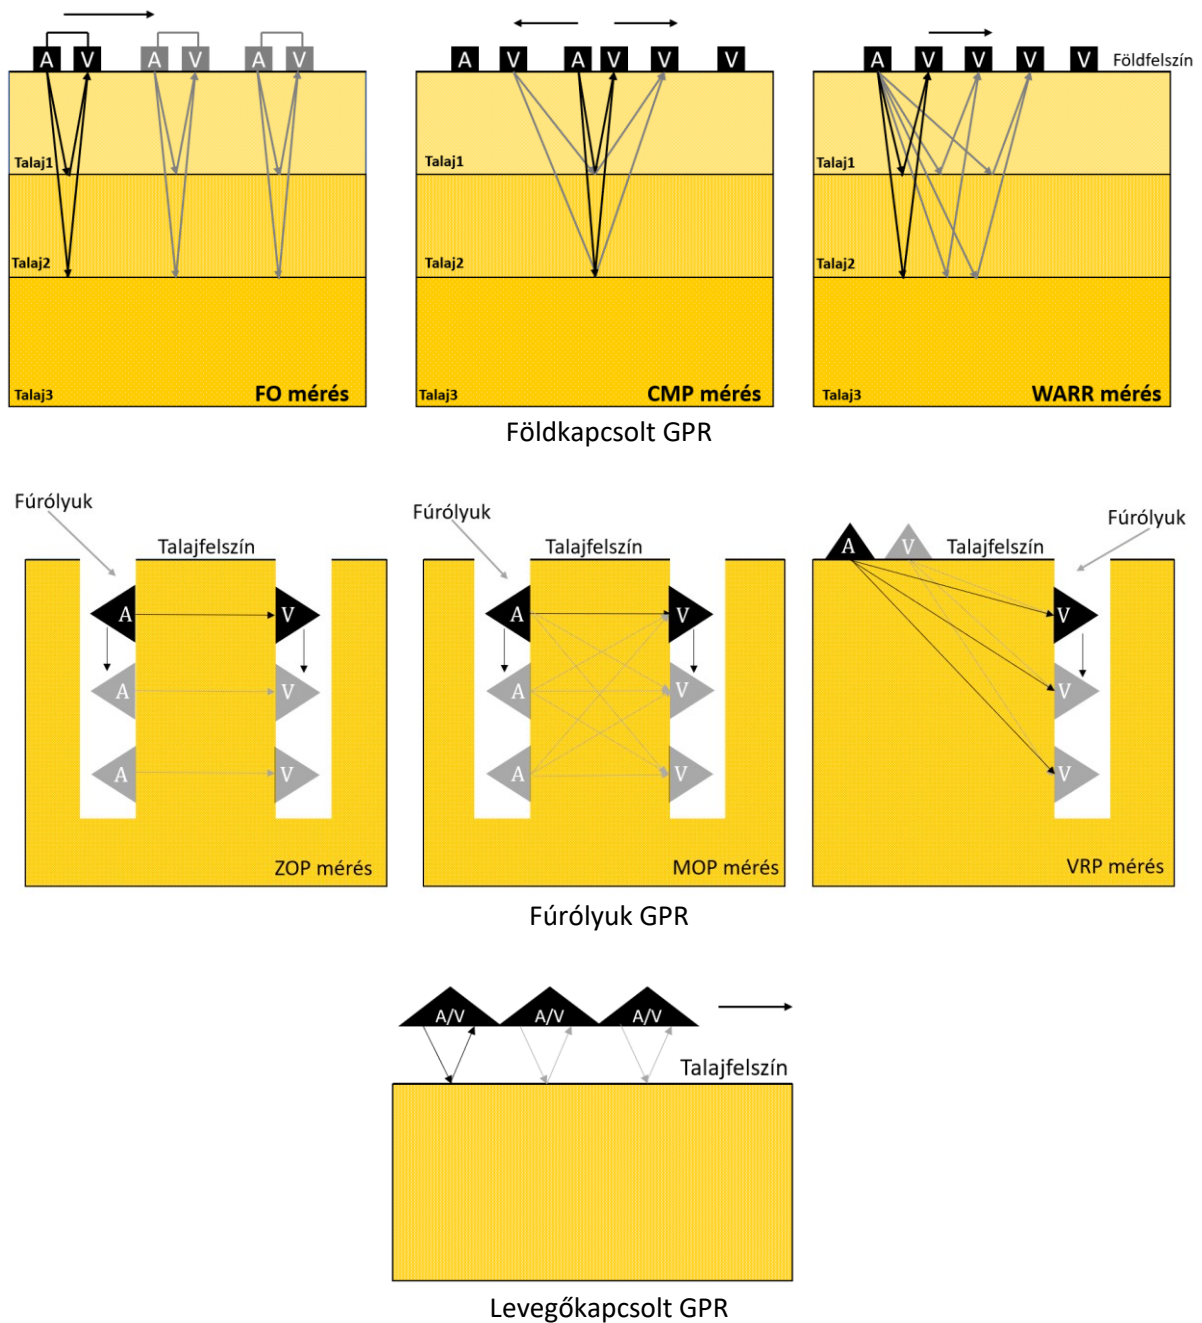 A V A V A V
Talaj1
Talaj2
Talaj3
FO mérés
A V A V V V
Talaj1
Talaj2
Talaj3
CMP mérés
A V V V V
Földfelszín
Talaj1
Talaj2
Talaj3
WARR mérés
Földkapcsolt GPR
Fúrólyuk
Talajfelszín
A V
A V
A V
ZOP mérés
Fúrólyuk
Talajfelszín
A V
A V
A V
MOP mérés
Fúrólyuk
A V
Talajfelszín
V
V
V
VRP mérés
Fúrólyuk GPR
A/V A/V A/V
Talajfelszín
Levegőkapcsolt GPR